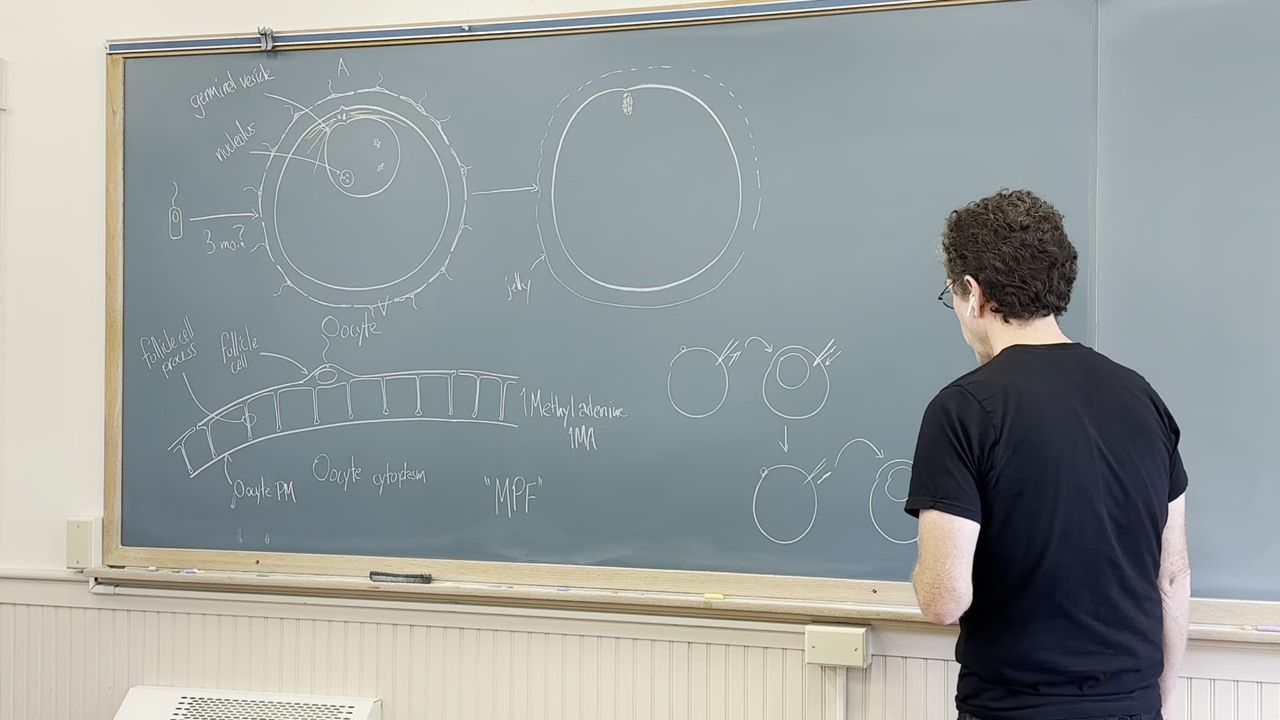 A
germinal vesicle
nucleolus
3 mo.?
V
jelly
Oocyte
follicle cell
process
follicle
cell
1 Methyl adenine
1MA
Oocyte cytoplasm
Oocyte PM
"MPF"